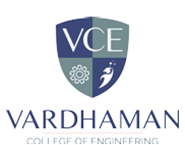 VCE
VARDHAMAN
COLLEGE OF ENGINEERING